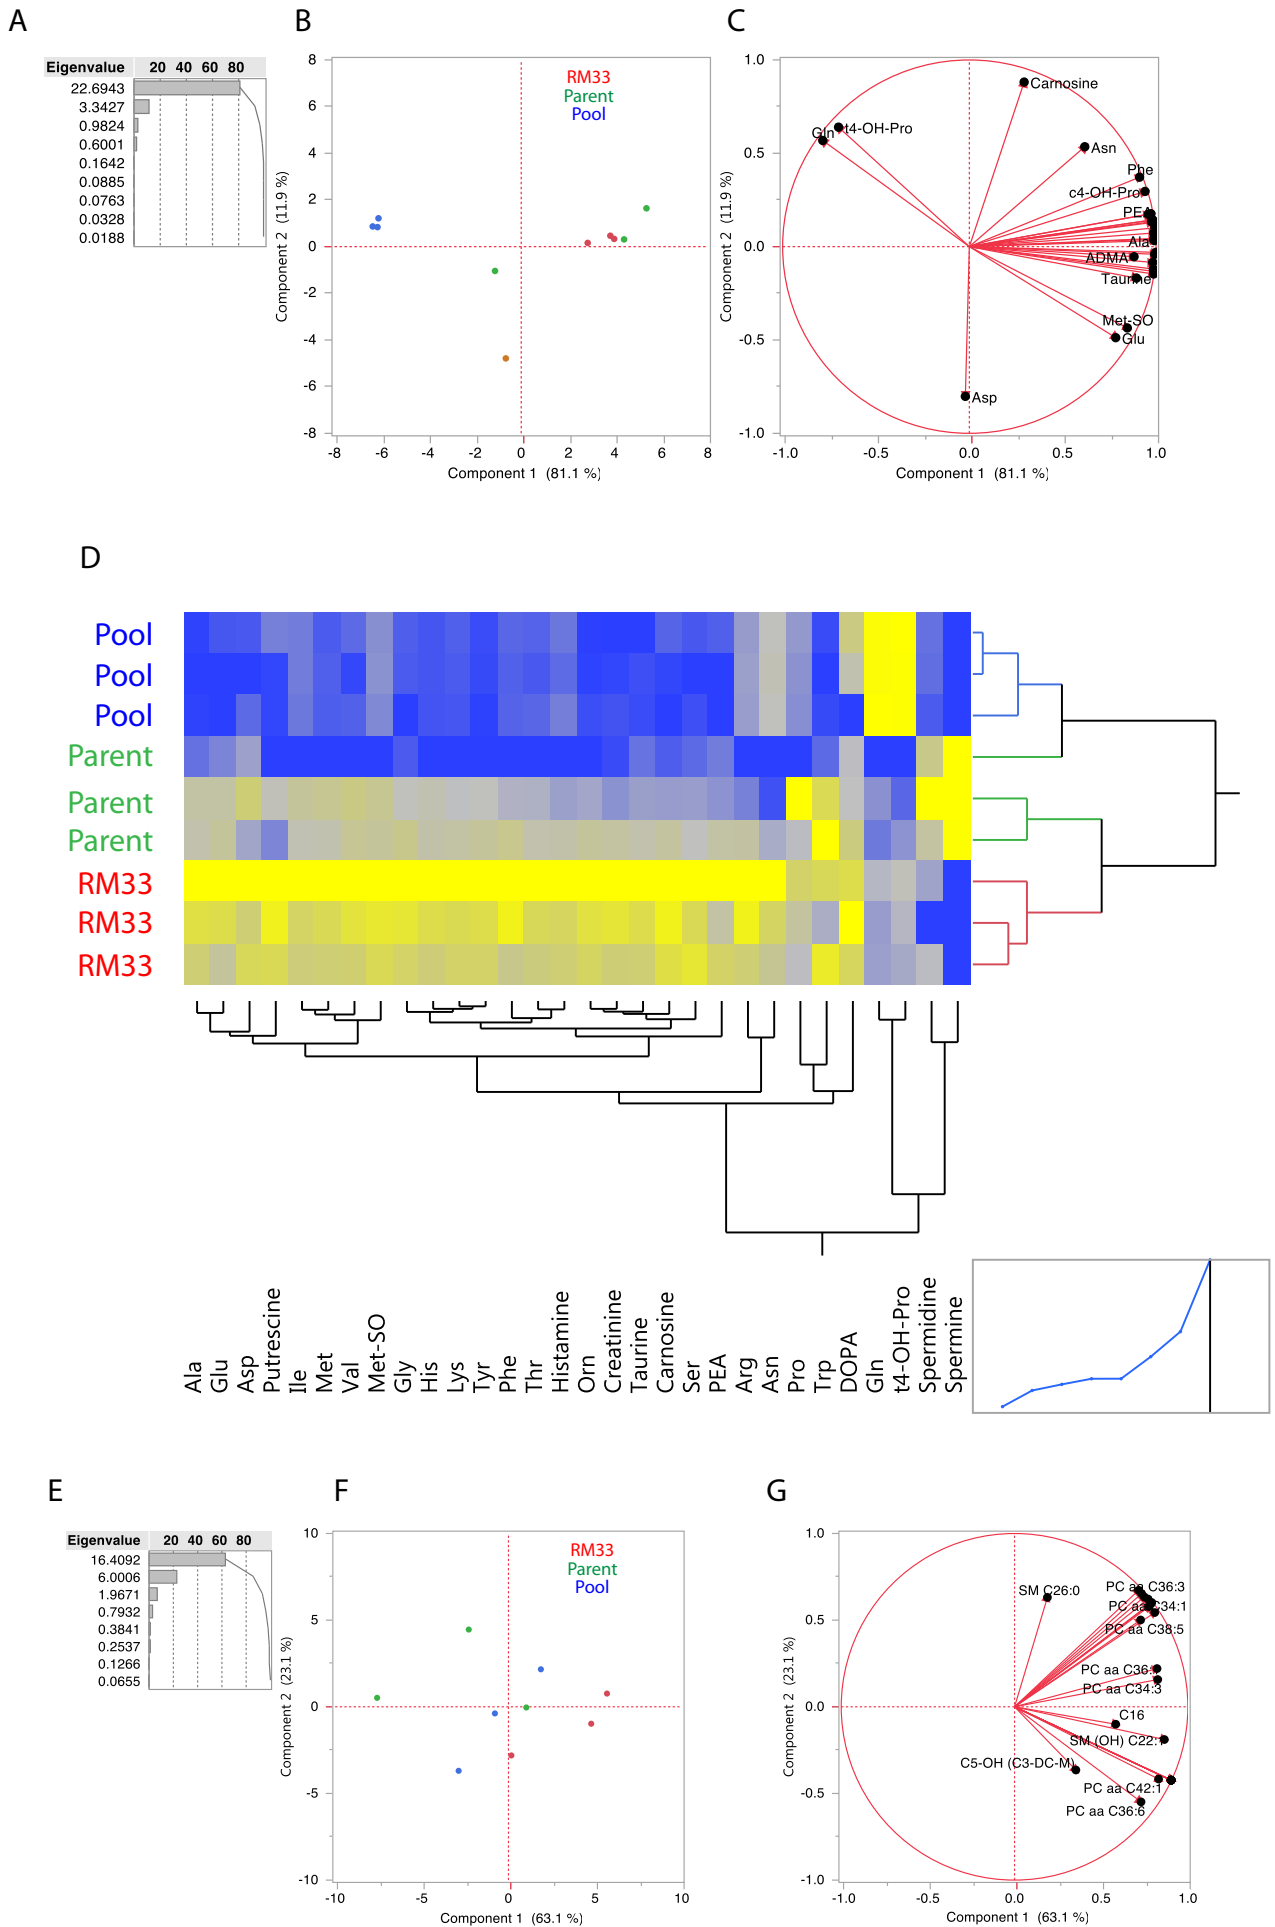 A
B
C
Eigenvalue 20 40 60 80
22.6943
3.3427
0.9824
0.6001
0.1642
0.0885
0.0763
0.0328
0.0188
RM33
Parent
Pool
8
6
4
2
0
-2
-4
-6
-8
-8 -6 -4 -2 0 2 4 6 8
Component 1 (81.1 %)
Component 2 (11.9 %)
1.0
0.5
0.0
-0.5
-1.0
-1.0 -0.5 0.0 0.5 1.0
Component 1 (81.1 %)
Component 2 (11.9 %)
Carnosine
Gln
t4-OH-Pro
Asn
Phe
c4-OH-Pro
PEA
Ala
ADMA
Taurine
Met-SO
Glu
Asp
D
Pool
Pool
Pool
Parent
Parent
Parent
RM33
RM33
RM33
Ala
Glu
Asp
Putrescine
Ile
Met
Val
Met-SO
Gly
His
Lys
Tyr
Phe
Thr
Histamine
Orn
Creatinine
Taurine
Carnosine
Ser
PEA
Arg
Asn
Pro
Trp
DOPA
Gln
t4-OH-Pro
Spermidine
Spermine
E
F
G
Eigenvalue 20 40 60 80
16.4092
6.0006
1.9671
0.7932
0.3841
0.2537
0.1266
0.0655
RM33
Parent
Pool
10
5
0
-5
-10
-10 -5 0 5 10
Component 1 (63.1 %)
Component 2 (23.1 %)
1.0
0.5
0.0
-0.5
-1.0
-1.0 -0.5 0.0 0.5 1.0
Component 1 (63.1 %)
Component 2 (23.1 %)
SM C26:0
PC aa C36:3
PC aa C34:1
PC aa C38:5
PC aa
PC aa C34:3
C16
SM (OH) C22:1
C5-OH (C3-DC-M)
PC aa C42:1
PC aa C36:6